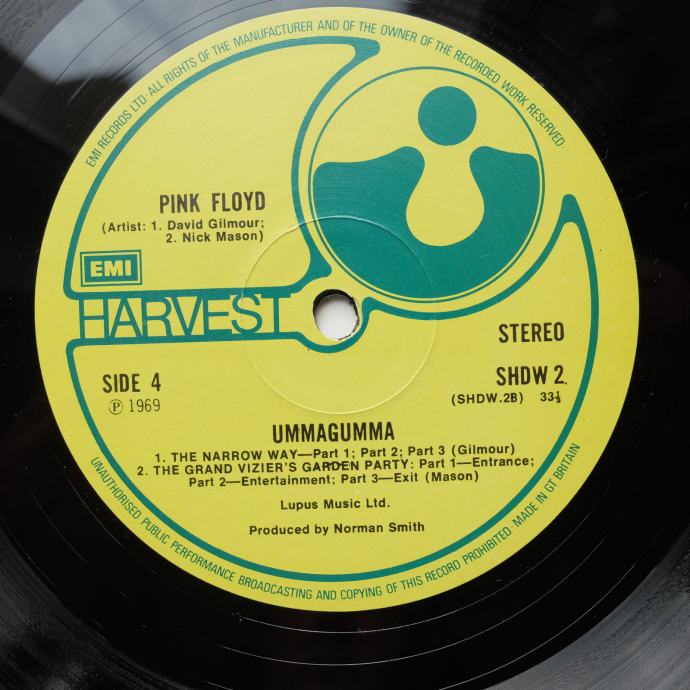 EMI RECORDS LTD · ALL RIGHTS OF THE MANUFACTURER AND OF THE OWNER OF THE RECORDED WORK RESERVED
PINK FLOYD
(Artist: 1. David Gilmour;
2. Nick Mason)
EMI
HARVEST
STEREO
SIDE 4
SHDW 2.
℗ 1969
(SHDW.2B) 33⅓
UMMAGUMMA
1. THE NARROW WAY—Part 1; Part 2; Part 3 (Gilmour)
2. THE GRAND VIZIER'S GARDEN PARTY: Part 1—Entrance;
Part 2—Entertainment; Part 3—Exit (Mason)
Lupus Music Ltd.
Produced by Norman Smith
UNAUTHORISED PUBLIC PERFORMANCE BROADCASTING AND COPYING OF THIS RECORD PROHIBITED · MADE IN GT BRITAIN